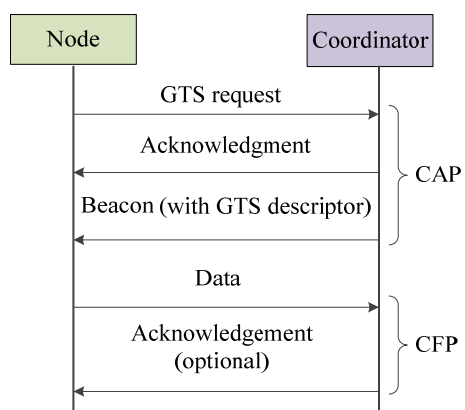 Node
Coordinator
GTS request
Acknowledgment
CAP
Beacon (with GTS descriptor)
Data
Acknowledgement
(optional)
CFP